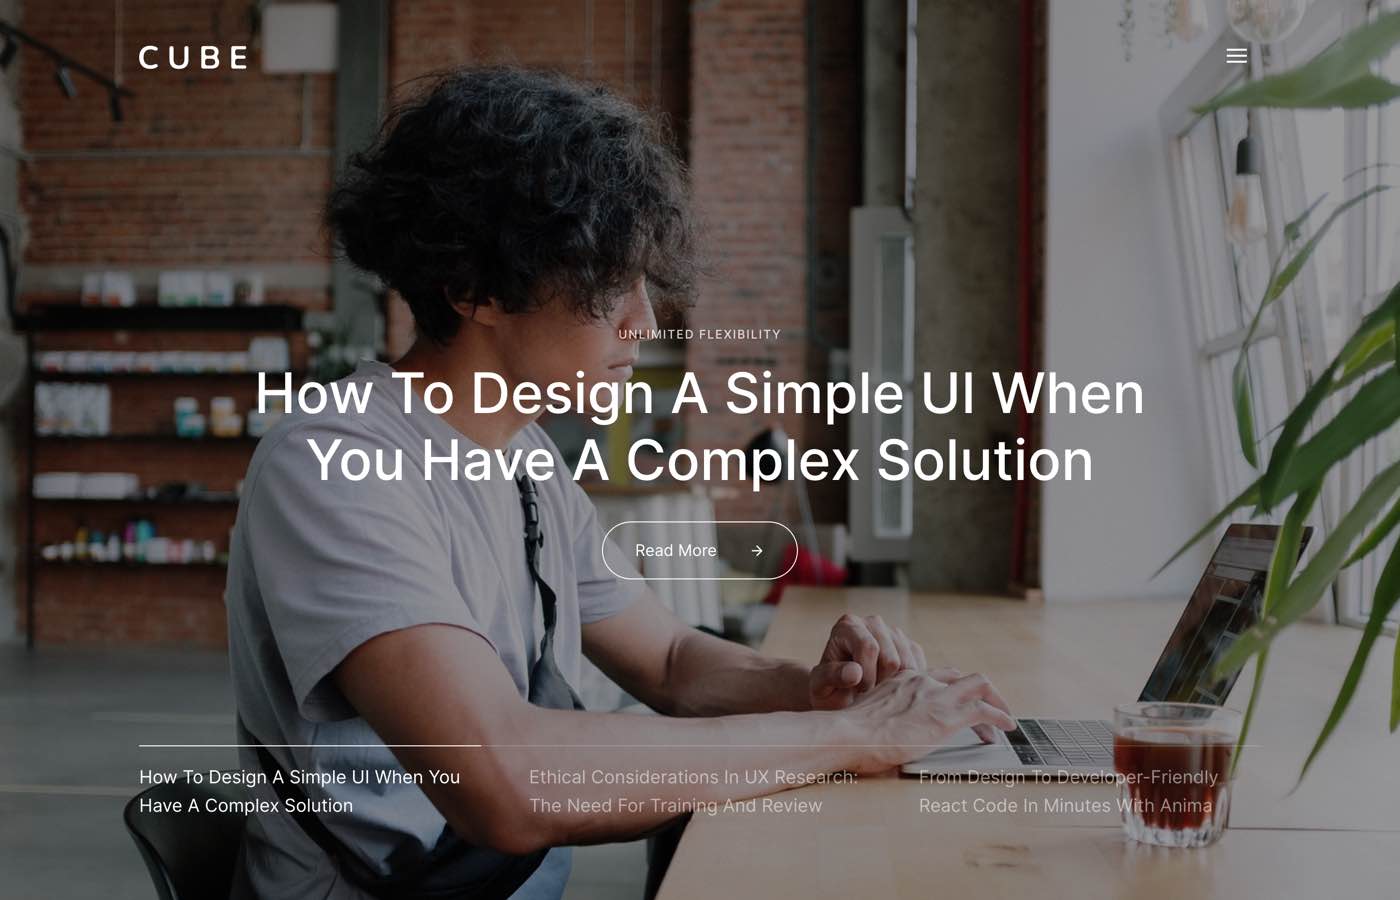 CUBE
UNLIMITED FLEXIBILITY
How To Design A Simple UI When
You Have A Complex Solution
Read More
How To Design A Simple UI When You
Have A Complex Solution
Ethical Considerations In UX Research:
The Need For Training And Review
From Design To Developer-Friendly
React Code In Minutes With Anima